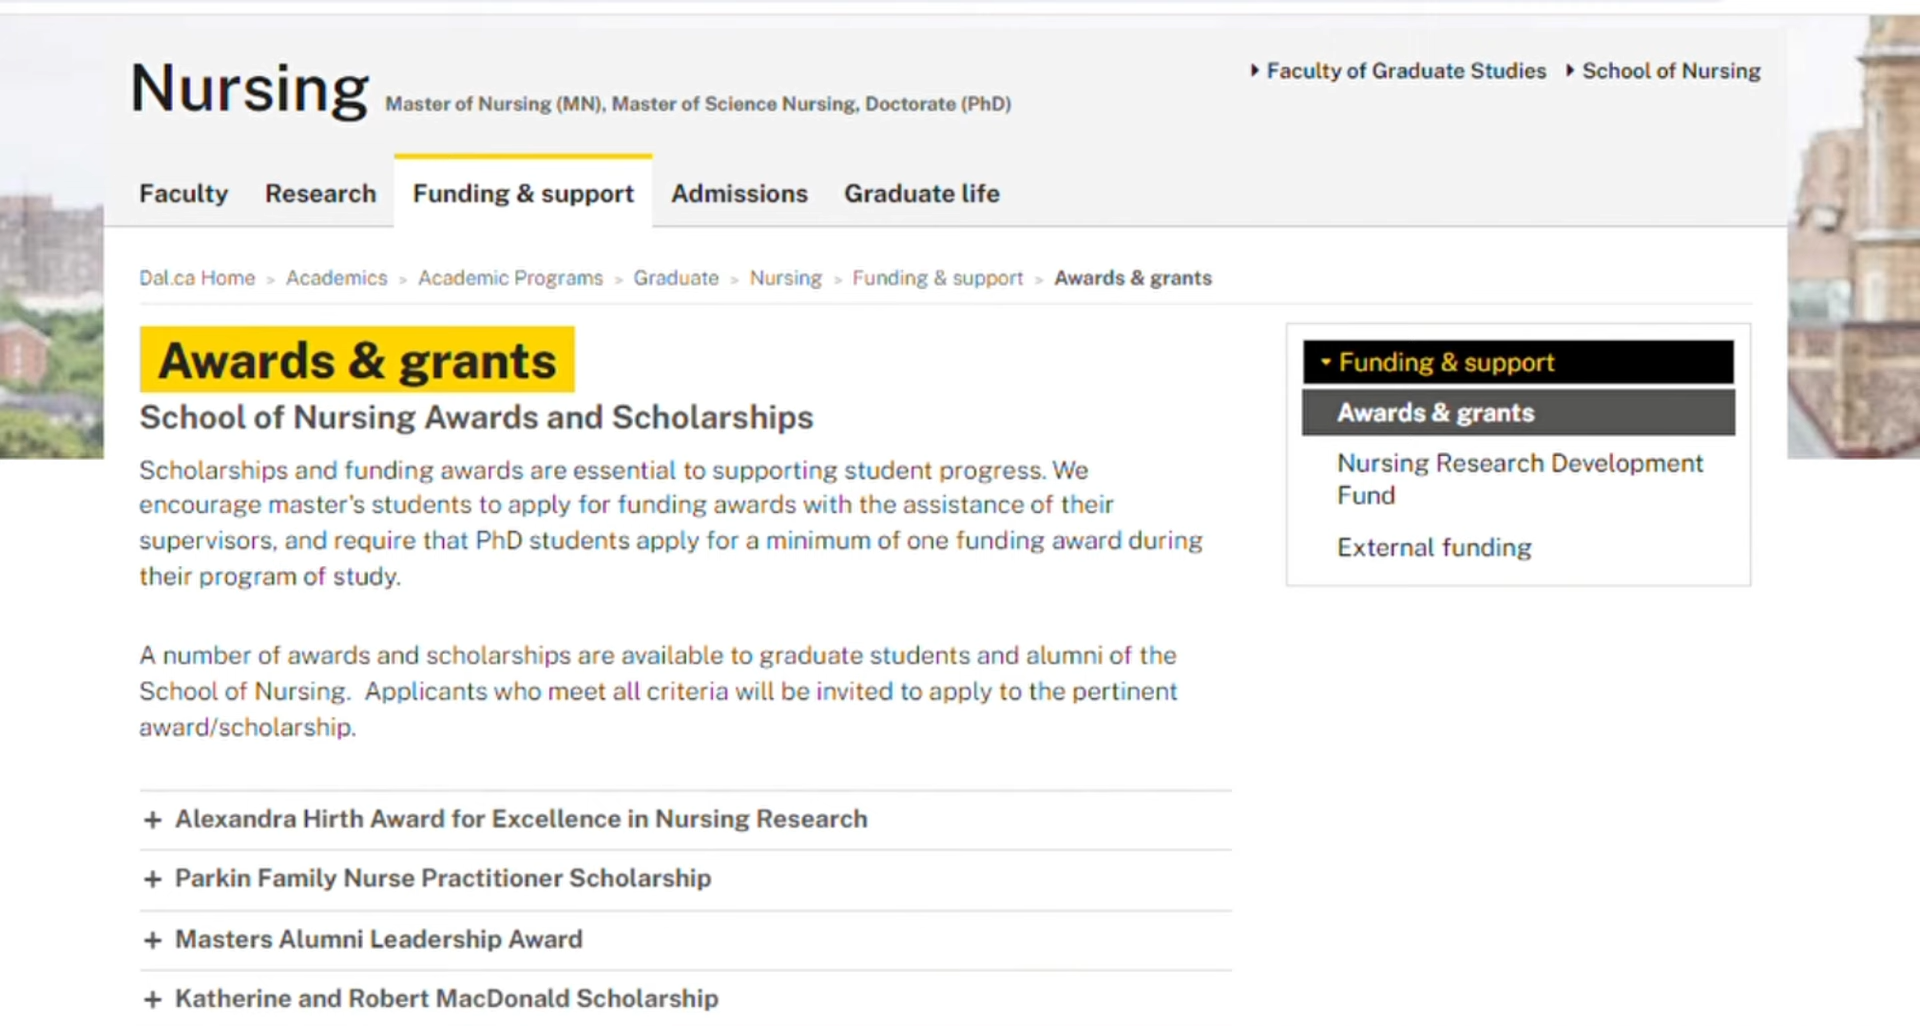 Nursing Master of Nursing (MN), Master of Science Nursing, Doctorate (PhD)
Faculty of Graduate Studies School of Nursing
Faculty Research Funding & support Admissions Graduate life
Dal.ca Home > Academics > Academic Programs > Graduate > Nursing > Funding & support > Awards & grants
Awards & grants
School of Nursing Awards and Scholarships
Scholarships and funding awards are essential to supporting student progress. We
encourage master's students to apply for funding awards with the assistance of their
supervisors, and require that PhD students apply for a minimum of one funding award during
their program of study.
A number of awards and scholarships are available to graduate students and alumni of the
School of Nursing. Applicants who meet all criteria will be invited to apply to the pertinent
award/scholarship.
+ Alexandra Hirth Award for Excellence in Nursing Research
+ Parkin Family Nurse Practitioner Scholarship
+ Masters Alumni Leadership Award
+ Katherine and Robert MacDonald Scholarship
Funding & support
Awards & grants
Nursing Research Development
Fund
External funding